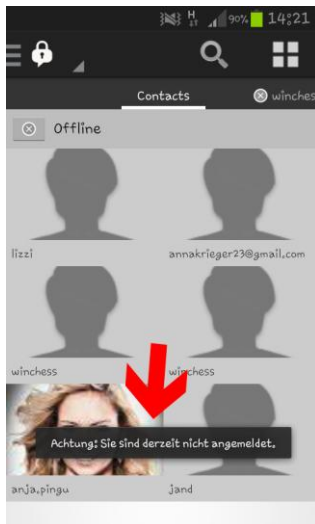 H
90% 14:21
Contacts winches
Offline
lizzi annakrieger23@gmail.com
winchess winchess
Achtung: Sie sind derzeit nicht angemeldet.
anja.pingu jand